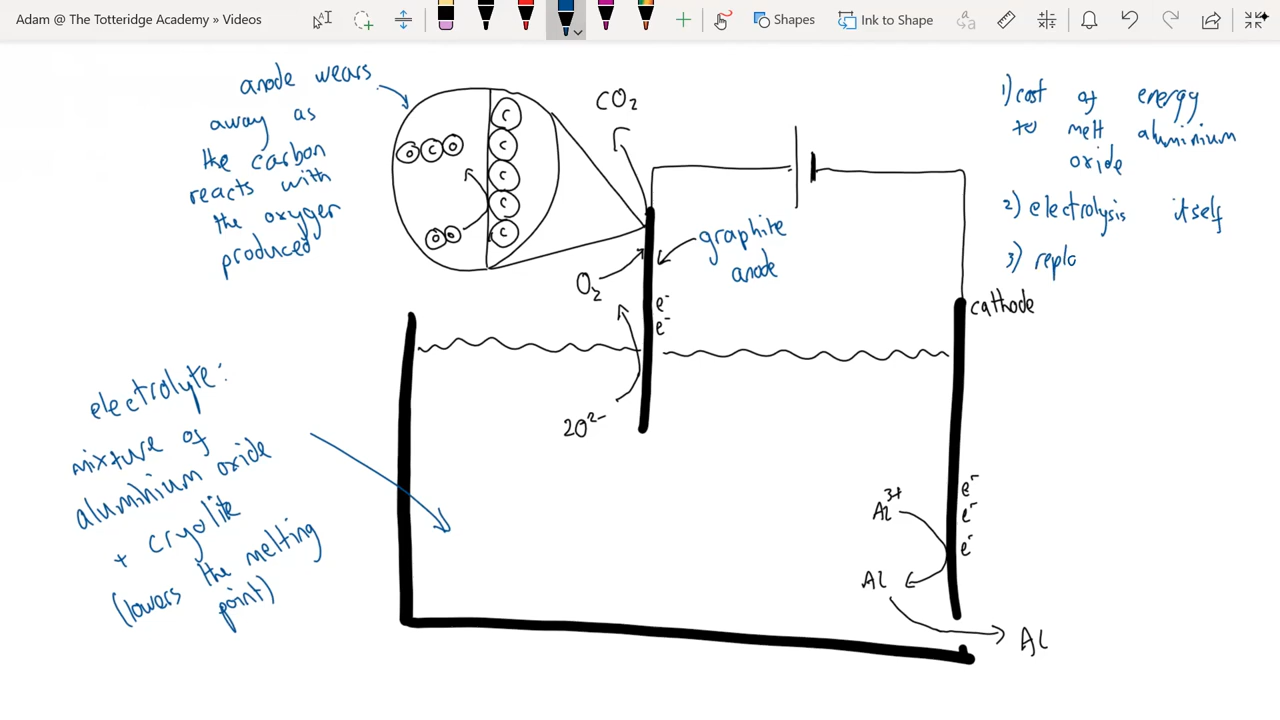 Adam @ The Totteridge Academy » Videos
Shapes
Ink to Shape
anode wears
away as
the carbon
reacts with
the oxygen
produced
O C O
O O
C
C
C
C
C
CO2
O2
graphite
anode
e-
e-
2O2-
cathode
1) cost of energy
to melt aluminium
oxide
2) electrolysis itself
3) repla
electrolyte:
mixture of
aluminium oxide
+ cryolite
(lowers the melting
point)
Al3+
e-
e-
e-
Al
Al